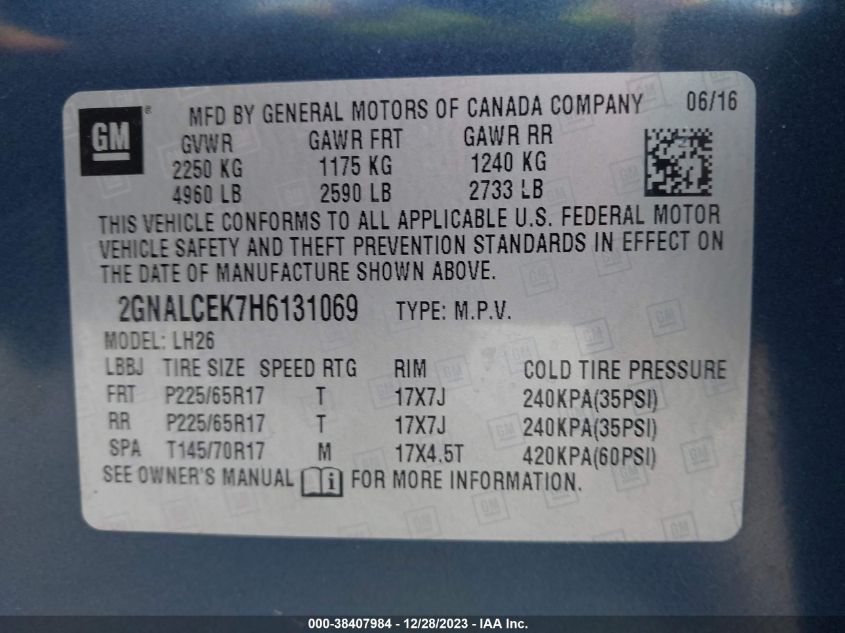 GM ® MFD BY GENERAL MOTORS OF CANADA COMPANY 06/16
GVWR GAWR FRT GAWR RR
2250 KG 1175 KG 1240 KG
4960 LB 2590 LB 2733 LB
THIS VEHICLE CONFORMS TO ALL APPLICABLE U.S. FEDERAL MOTOR
VEHICLE SAFETY AND THEFT PREVENTION STANDARDS IN EFFECT ON
THE DATE OF MANUFACTURE SHOWN ABOVE.
2GNALCEK7H6131069 TYPE: M.P.V.
MODEL: LH26
LBBJ TIRE SIZE SPEED RTG RIM COLD TIRE PRESSURE
FRT P225/65R17 T 17X7J 240KPA(35PSI)
RR P225/65R17 T 17X7J 240KPA(35PSI)
SPA T145/70R17 M 17X4.5T 420KPA(60PSI)
SEE OWNER'S MANUAL i FOR MORE INFORMATION.
000-38407984 - 12/28/2023 - IAA Inc.